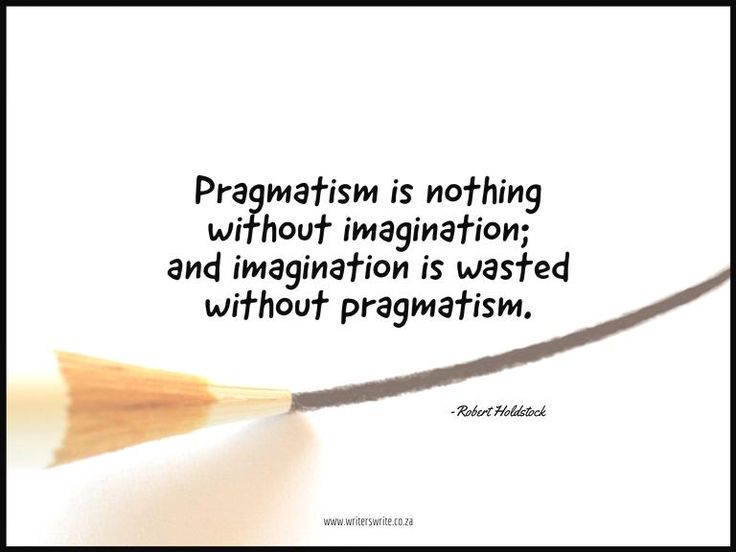 Pragmatism is nothing
without imagination;
and imagination is wasted
without pragmatism.
-Robert Holdstock
www.writerswrite.co.za